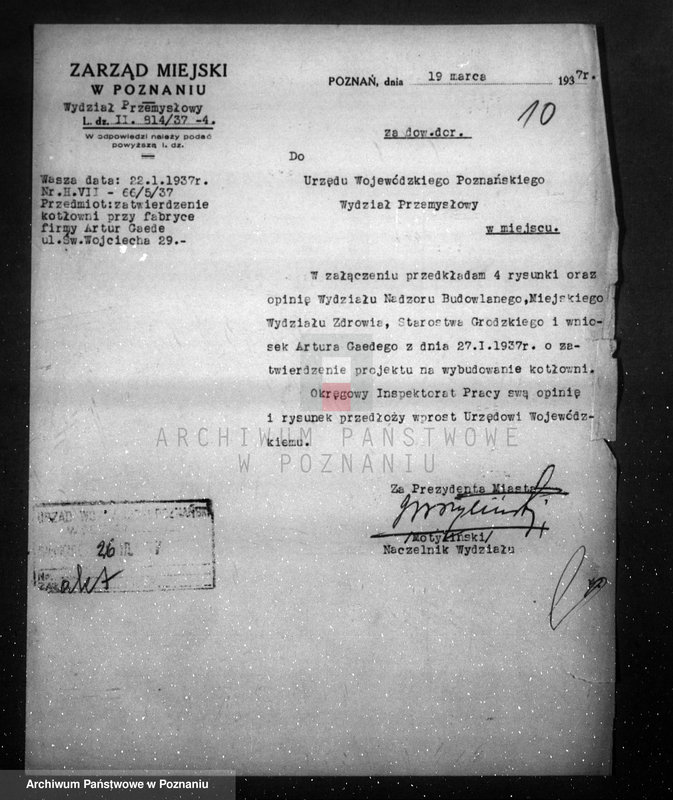 ZARZĄD MIEJSKI
W POZNANIU
Wydział Przemysłowy
L. dz. II. 814/37 -4.
W odpowiedzi należy podać
powyższą l. dz.
POZNAŃ, dnia 19 marca 1937r.
10
za dow.dor.
Wasza data: 22.1.1937r.
Nr.H.VII - 66/5/37
Przedmiot:zatwierdzenie
kotłowni przy fabryce
firmy Artur Gaede
ul.Św.Wojciecha 29.-
Do
Urzędu Wojewódzkiego Poznańskiego
Wydział Przemysłowy
w miejscu.
W załączeniu przedkładam 4 rysunki oraz
opinię Wydziału Nadzoru Budowlanego,Miejskiego
Wydziału Zdrowia, Starostwa Grodzkiego i wnio-
sek Artura Gaedego z dnia 27.I.1937r. o za-
twierdzenie projektu na wybudowanie kotłowni.
Okręgowy Inspektorat Pracy swą opinię
i rysunek przedłoży wprost Urzędowi Wojewódz-
kiemu.
ARCHIWUM PAŃSTWOWE
W POZNANIU
Za Prezydenta Miasta
/Motyliński/
Naczelnik Wydziału
26 III 7
akt
Archiwum Państwowe w Poznaniu